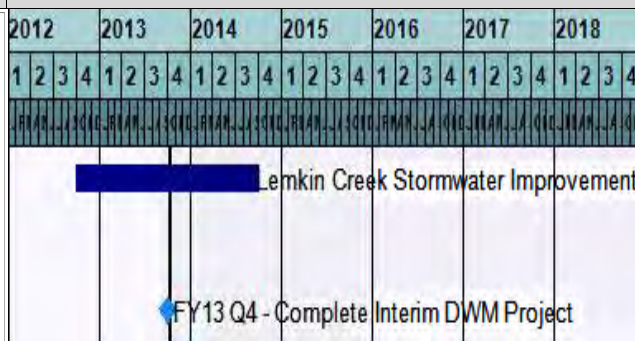 2012 2013 2014 2015 2016 2017 2018
1 2 3 4 1 2 3 4 1 2 3 4 1 2 3 4 1 2 3 4 1 2 3 4 1 2 3 4
Lemkin Creek Stormwater Improvement
FY13 Q4 - Complete Interim DWM Project